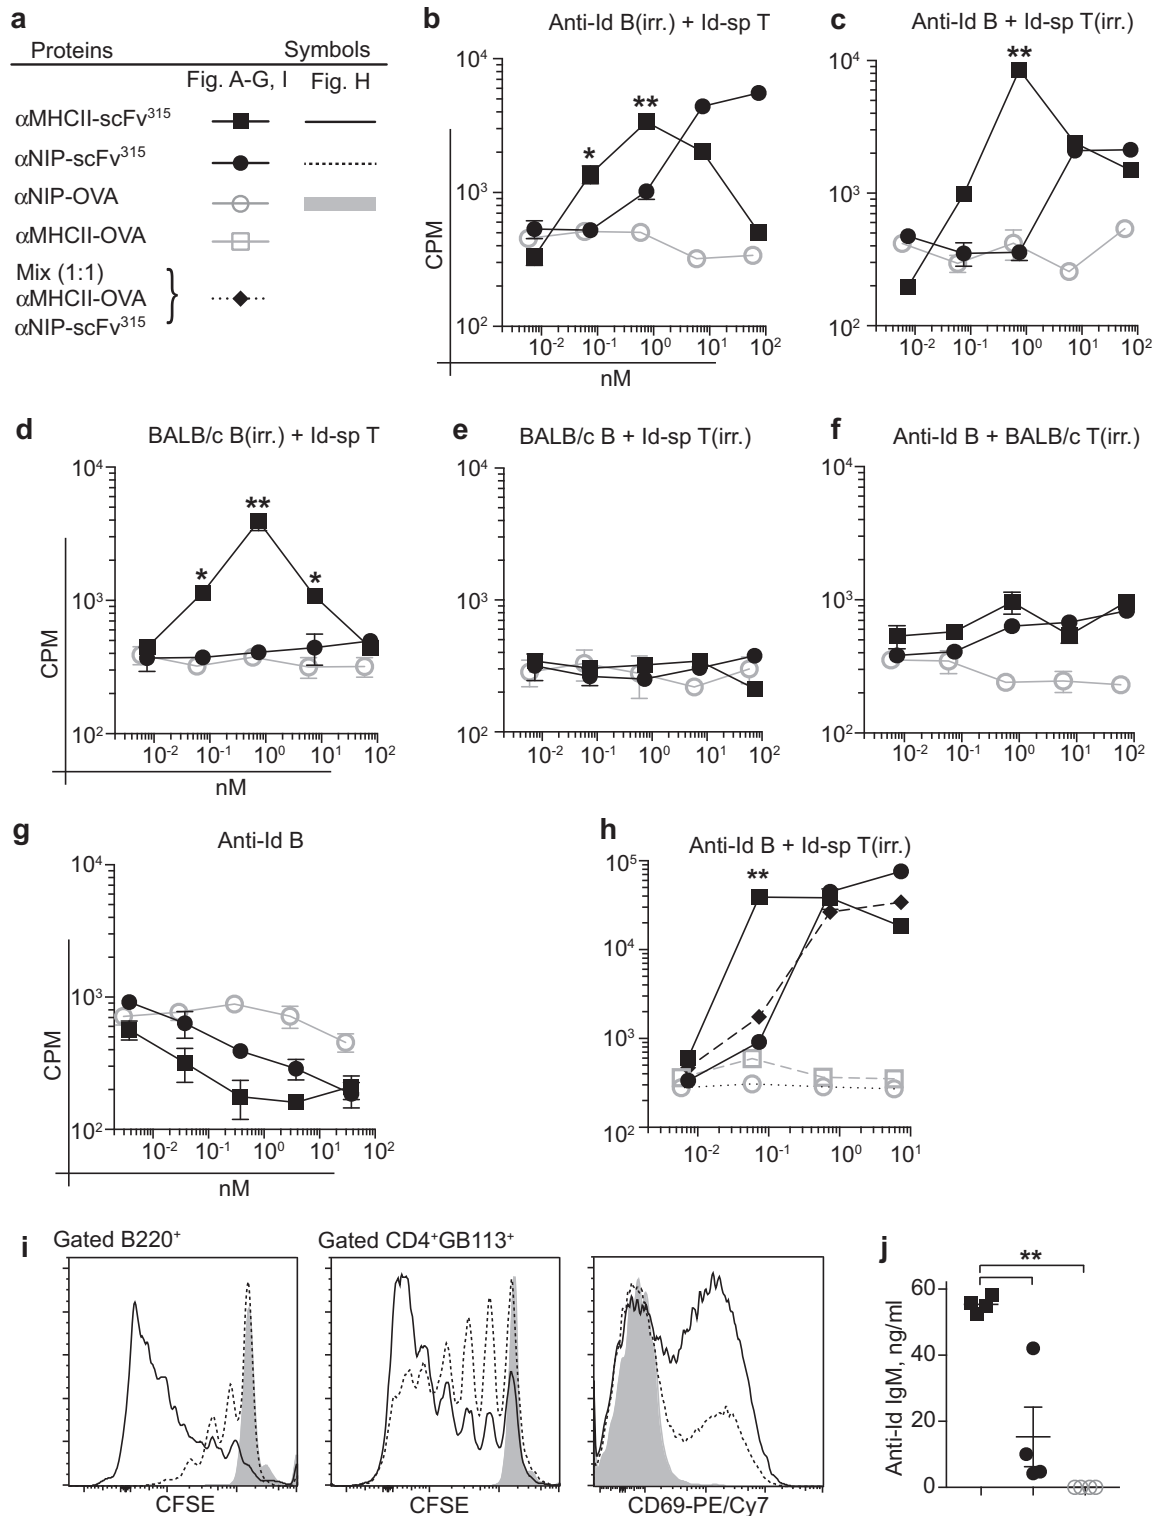 a
Proteins Symbols
Fig. A-G, I Fig. H
αMHCII-scFv³¹⁵
αNIP-scFv³¹⁵
αNIP-OVA
αMHCII-OVA
Mix (1:1)
αMHCII-OVA
αNIP-scFv³¹⁵
b
Anti-Id B(irr.) + Id-sp T
10⁴
10³
10²
CPM
*
**
10⁻² 10⁻¹ 10⁰ 10¹ 10²
nM
c
Anti-Id B + Id-sp T(irr.)
10⁴
10³
10²
**
10⁻² 10⁻¹ 10⁰ 10¹ 10²
d
BALB/c B(irr.) + Id-sp T
10⁴
10³
10²
CPM
*
**
*
10⁻² 10⁻¹ 10⁰ 10¹ 10²
nM
e
BALB/c B + Id-sp T(irr.)
10⁴
10³
10²
10⁻² 10⁻¹ 10⁰ 10¹ 10²
f
Anti-Id B + BALB/c T(irr.)
10⁴
10³
10²
10⁻² 10⁻¹ 10⁰ 10¹ 10²
g
Anti-Id B
10⁴
10³
10²
CPM
10⁻² 10⁻¹ 10⁰ 10¹ 10²
nM
h
Anti-Id B + Id-sp T(irr.)
10⁵
10⁴
10³
10²
**
10⁻² 10⁻¹ 10⁰ 10¹
i
Gated B220⁺
CFSE
Gated CD4⁺GB113⁺
CFSE
CD69-PE/Cy7
j
**
Anti-Id IgM, ng/ml
60
40
20
0